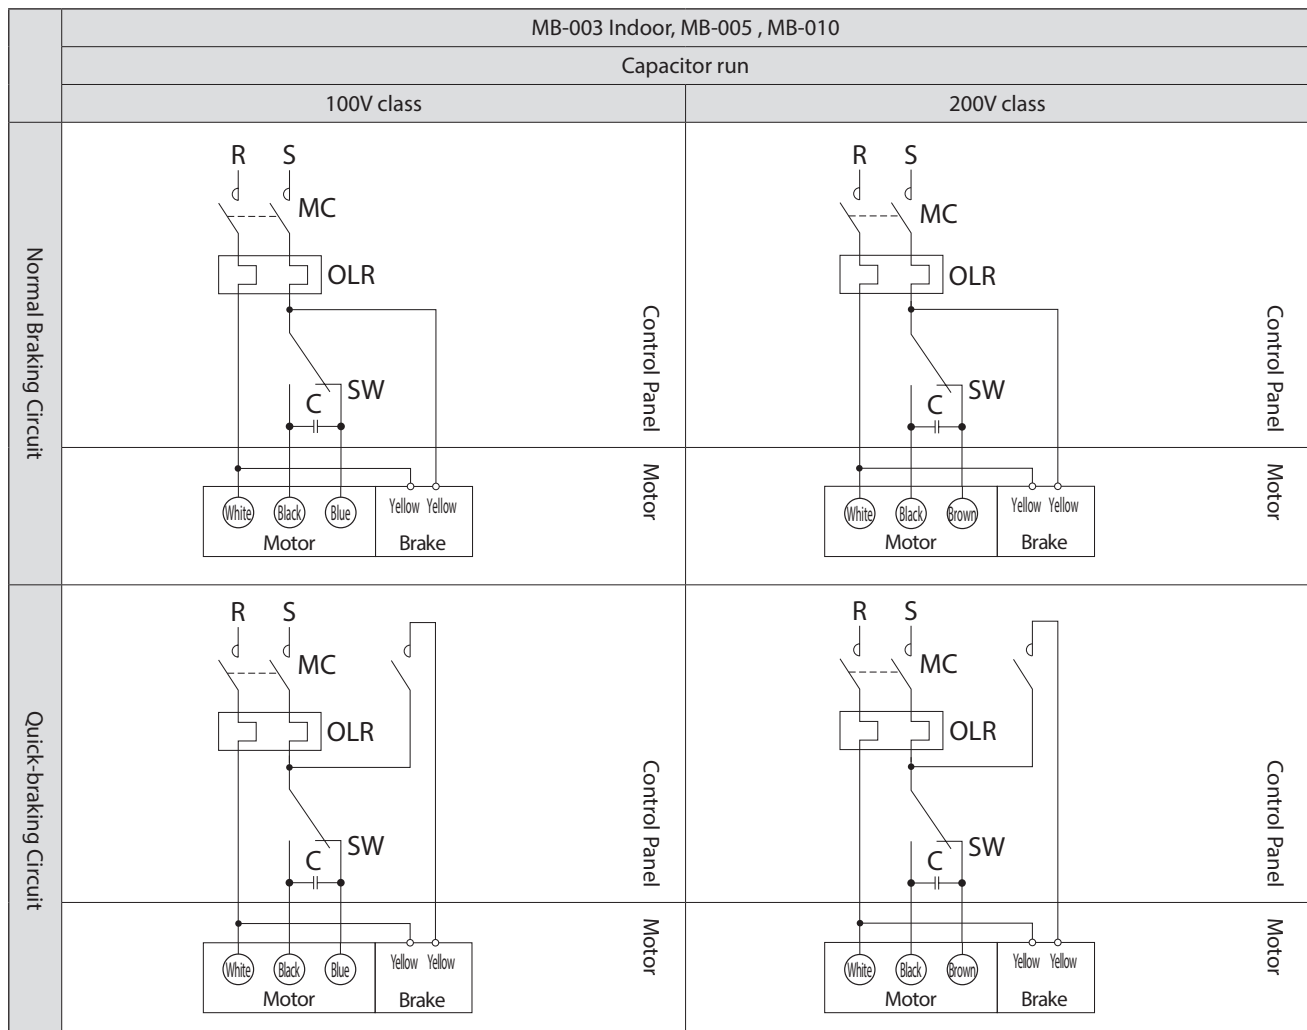 MB-003 Indoor, MB-005 , MB-010
Capacitor run
100V class
200V class
Normal Braking Circuit
R S
MC
OLR
SW
C
Control Panel
Motor
White Black Blue Yellow Yellow
Motor Brake
R S
MC
OLR
SW
C
Control Panel
Motor
White Black Brown Yellow Yellow
Motor Brake
Quick-braking Circuit
R S
MC
OLR
SW
C
Control Panel
Motor
White Black Blue Yellow Yellow
Motor Brake
R S
MC
OLR
SW
C
Control Panel
Motor
White Black Brown Yellow Yellow
Motor Brake